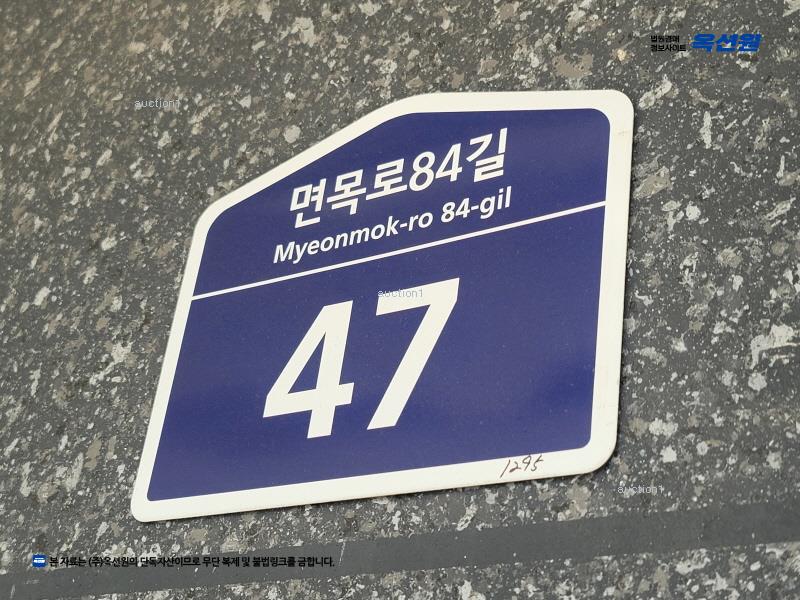 법원경매
정보사이트 옥션원
auction1
면목로84길
Myeonmok-ro 84-gil
auction1
47
1295
auction1
본 자료는 (주)옥션원의 단독자산이므로 무단 복제 및 불법링크를 금합니다.